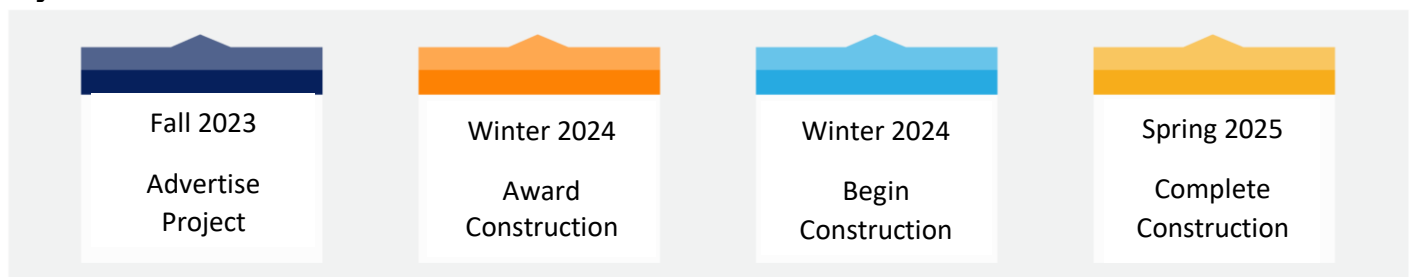 Fall 2023
Advertise
Project
Winter 2024
Award
Construction
Winter 2024
Begin
Construction
Spring 2025
Complete
Construction